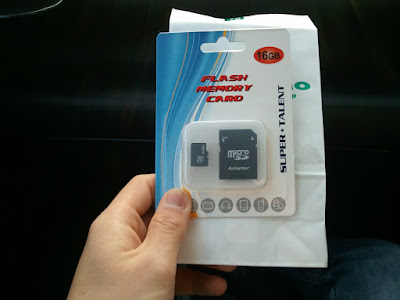 16GB
FLASH
MEMORY
CARD
SUPER★TALENT
micro
SD
Adapter